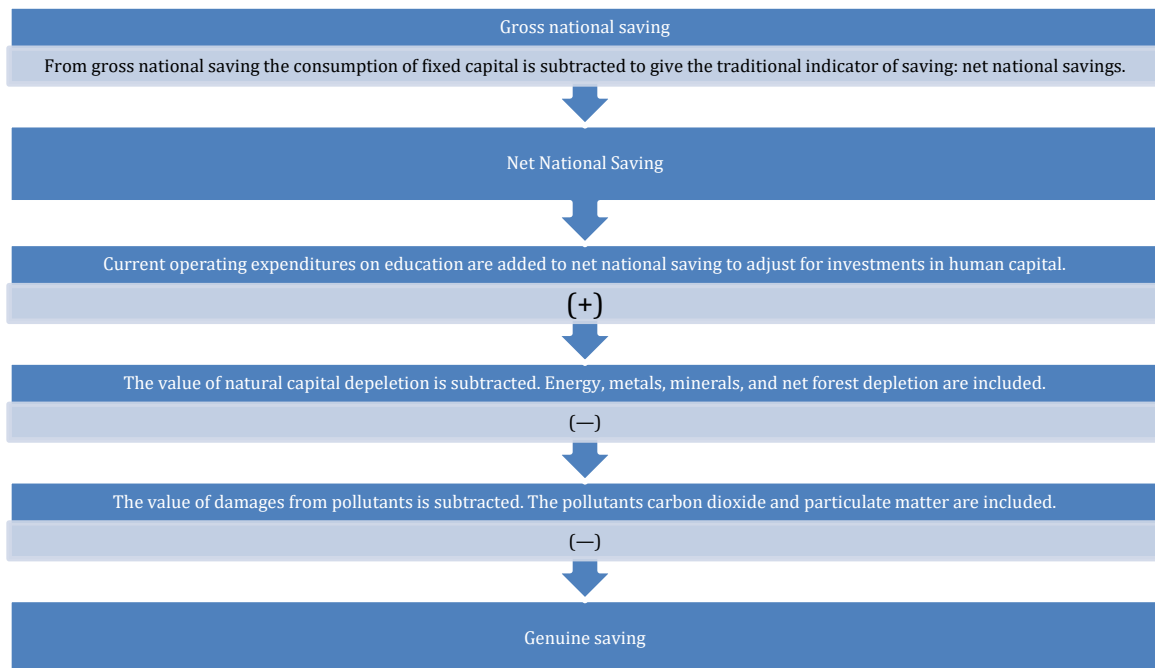 Gross national saving
From gross national saving the consumption of fixed capital is subtracted to give the traditional indicator of saving: net national savings.
Net National Saving
Current operating expenditures on education are added to net national saving to adjust for investments in human capital.
(+)
The value of natural capital depeletion is subtracted. Energy, metals, minerals, and net forest depletion are included.
(—)
The value of damages from pollutants is subtracted. The pollutants carbon dioxide and particulate matter are included.
(—)
Genuine saving